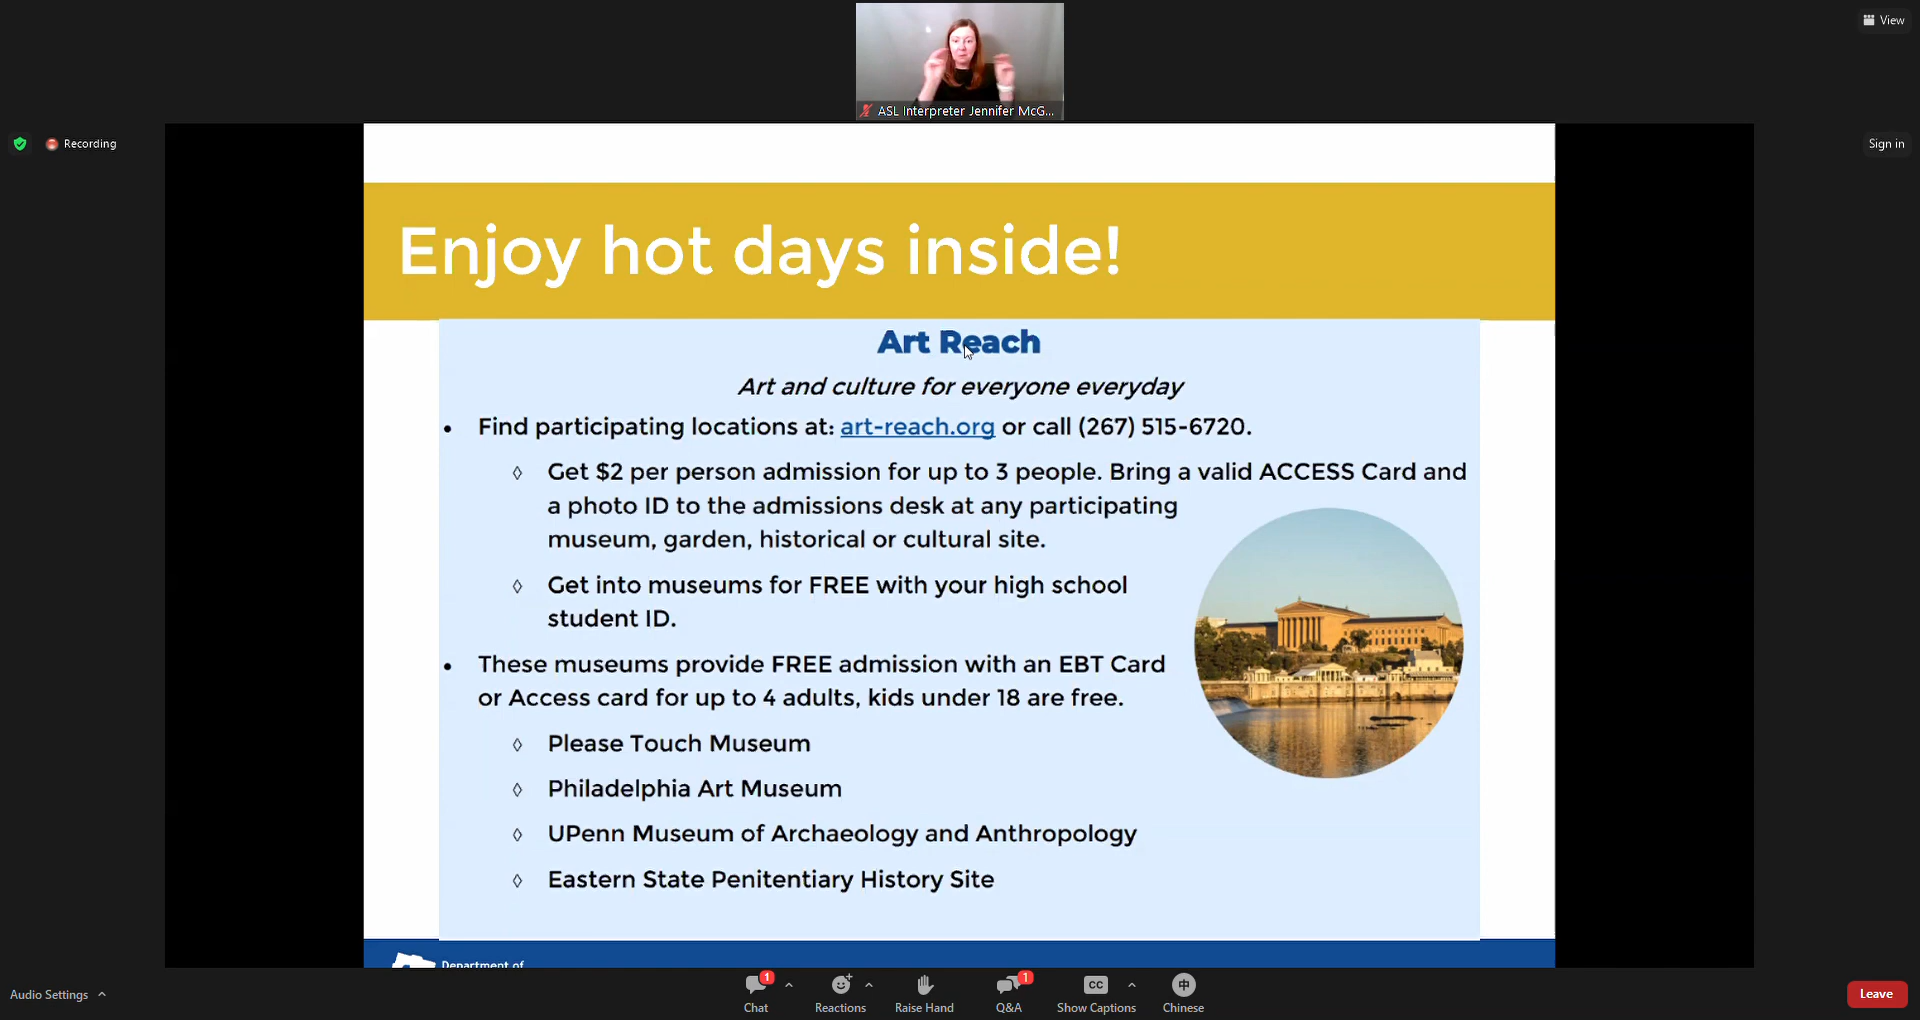 View
ASL Interpreter Jennifer McG...
Recording
Sign in
Enjoy hot days inside!
Art Reach
Art and culture for everyone everyday
• Find participating locations at: art-reach.org or call (267) 515-6720.
◊ Get $2 per person admission for up to 3 people. Bring a valid ACCESS Card and
a photo ID to the admissions desk at any participating
museum, garden, historical or cultural site.
◊ Get into museums for FREE with your high school
student ID.
• These museums provide FREE admission with an EBT Card
or Access card for up to 4 adults, kids under 18 are free.
◊ Please Touch Museum
◊ Philadelphia Art Museum
◊ UPenn Museum of Archaeology and Anthropology
◊ Eastern State Penitentiary History Site
Department of
Audio Settings
1
1
CC
中
Chat
Reactions
Raise Hand
Q&A
Show Captions
Chinese
Leave